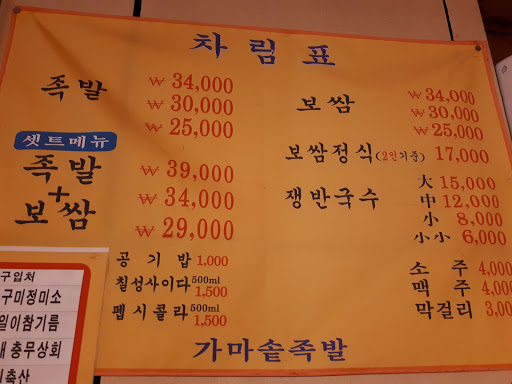 차림표
족발 ₩34,000
₩30,000
₩25,000
셋트메뉴
족발 + 보쌈 ₩39,000
₩34,000
₩29,000
공기밥 1,000
칠성사이다 500ml 1,500
펩시콜라 500ml 1,500
보쌈 ₩34,000
₩30,000
₩25,000
보쌈정식(2인기준) 17,000
쟁반국수 大 15,000
中 12,000
小 8,000
小小 6,000
소주 4,000
맥주 4,000
막걸리 3,00
가마솥족발
구입처
구미정미소
일이참기름
충무상회
축산